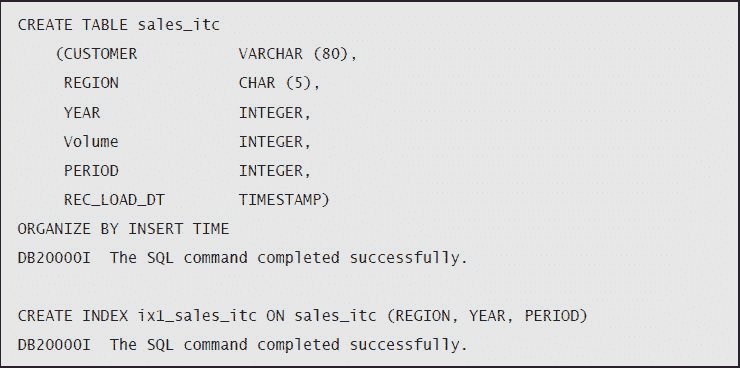 CREATE TABLE sales_itc
(CUSTOMER VARCHAR (80),
REGION CHAR (5),
YEAR INTEGER,
Volume INTEGER,
PERIOD INTEGER,
REC_LOAD_DT TIMESTAMP)
ORGANIZE BY INSERT TIME
DB20000I The SQL command completed successfully.
CREATE INDEX ix1_sales_itc ON sales_itc (REGION, YEAR, PERIOD)
DB20000I The SQL command completed successfully.